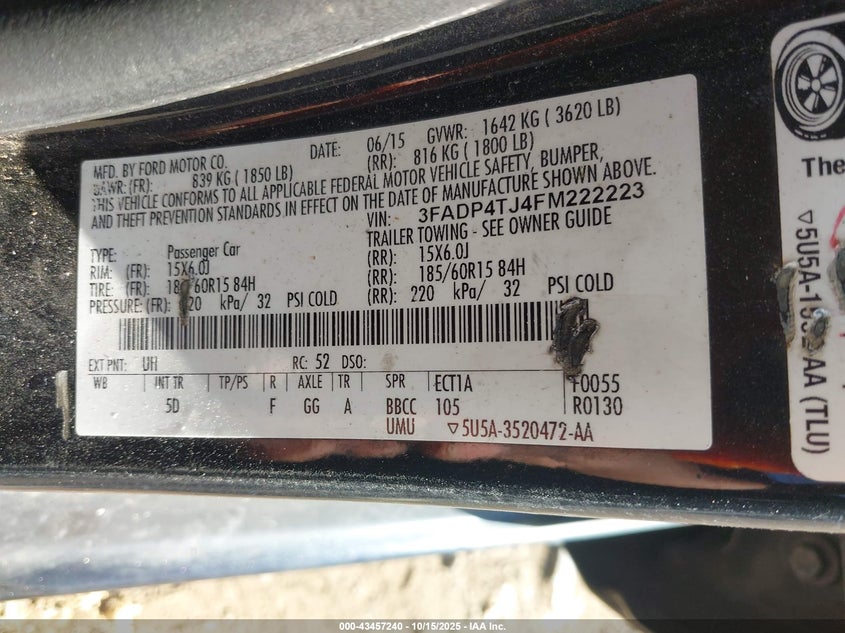 MFD. BY FORD MOTOR CO. DATE: 06/15 GVWR: 1642 KG ( 3620 LB)
GAWR: (FR): 839 KG ( 1850 LB) (RR): 816 KG ( 1800 LB)
THIS VEHICLE CONFORMS TO ALL APPLICABLE FEDERAL MOTOR VEHICLE SAFETY, BUMPER,
AND THEFT PREVENTION STANDARDS IN EFFECT ON THE DATE OF MANUFACTURE SHOWN ABOVE.
VIN: 3FADP4TJ4FM222223
TRAILER TOWING - SEE OWNER GUIDE
TYPE: Passenger Car
RIM: (FR): 15X6.0J (RR): 15X6.0J
TIRE: (FR): 185/60R15 84H (RR): 185/60R15 84H
PRESSURE: (FR): 220 kPa/ 32 PSI COLD (RR): 220 kPa/ 32 PSI COLD
EXT PNT: UH RC: 52 DSO:
WB INT TR TP/PS R AXLE TR SPR ECT1A F0055
5D F GG A BBCC 105 R0130
UMU ▽5U5A-3520472-AA
The
▽5U5A-1532 AA (TLU)
000-43457240 - 10/15/2025 - IAA Inc.